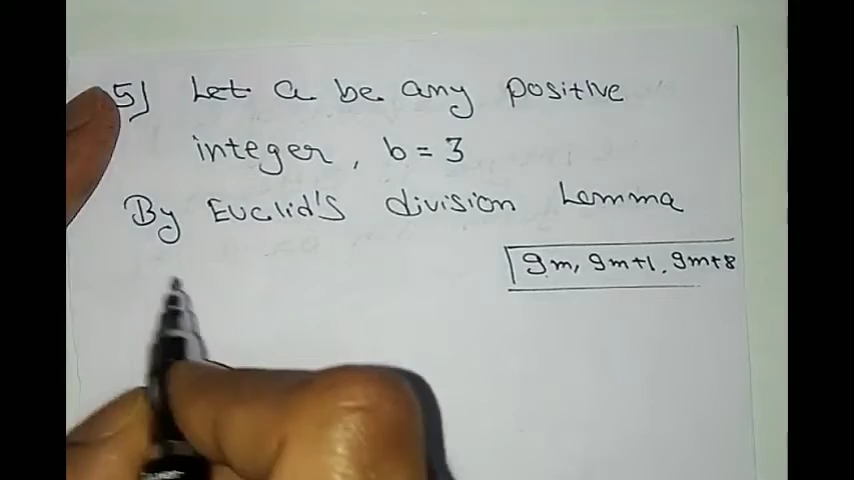 5) Let a be any positive
integer, b = 3
By Euclid's division Lemma
9m, 9m+1, 9m+8